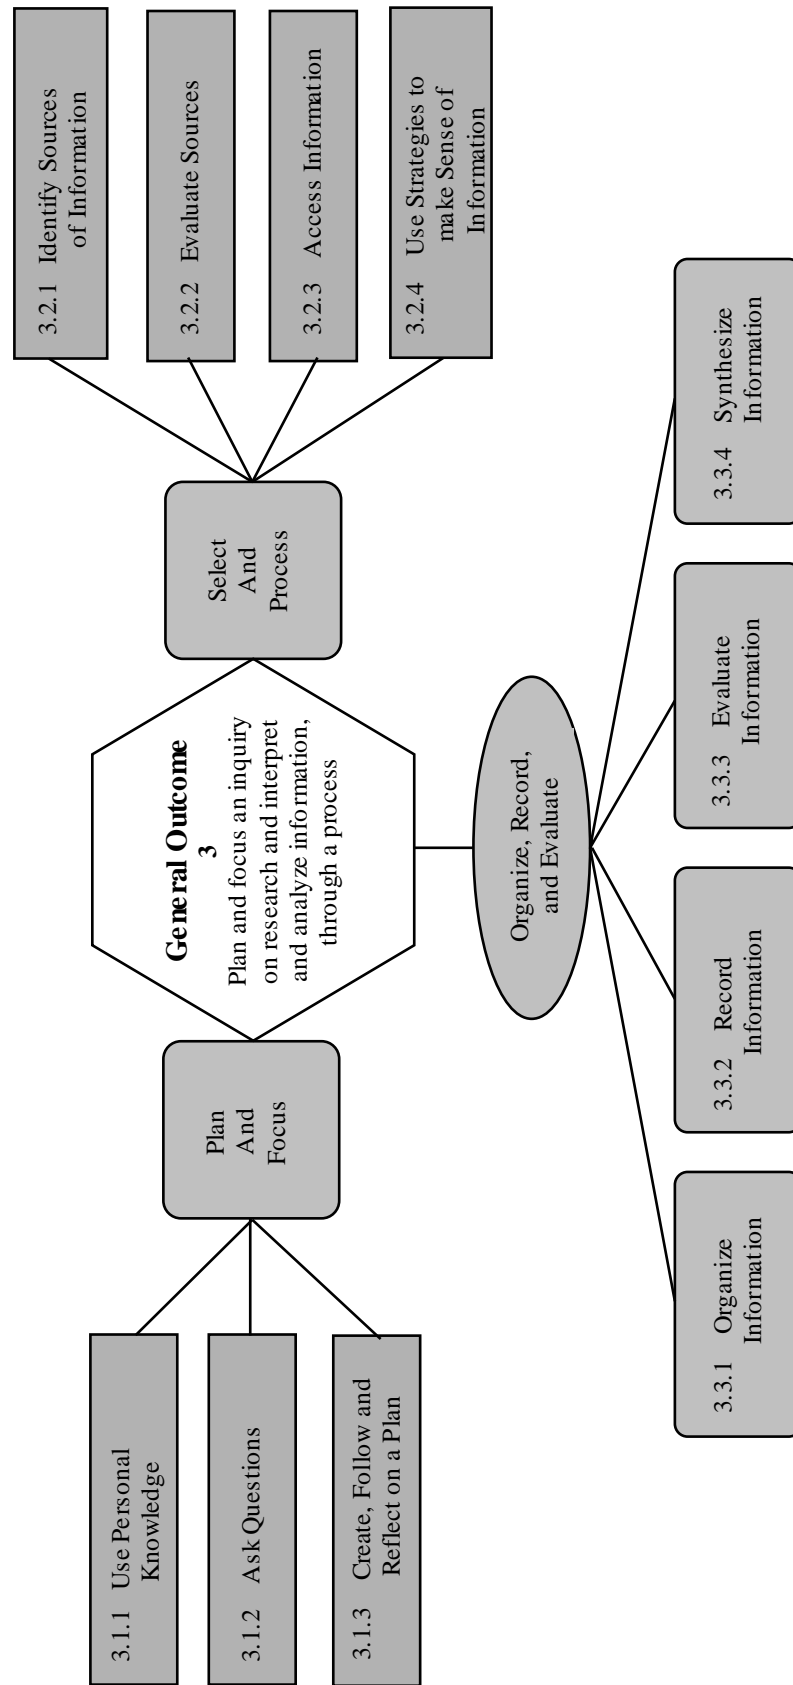 General Outcome
3
Plan and focus an inquiry
on research and interpret
and analyze information,
through a process
Plan
And
Focus
3.1.1 Use Personal
Knowledge
3.1.2 Ask Questions
3.1.3 Create, Follow and
Reflect on a Plan
Select
And
Process
3.2.1 Identify Sources
of Information
3.2.2 Evaluate Sources
3.2.3 Access Information
3.2.4 Use Strategies to
make Sense of
Information
Organize, Record,
and Evaluate
3.3.1 Organize
Information
3.3.2 Record
Information
3.3.3 Evaluate
Information
3.3.4 Synthesize
Information